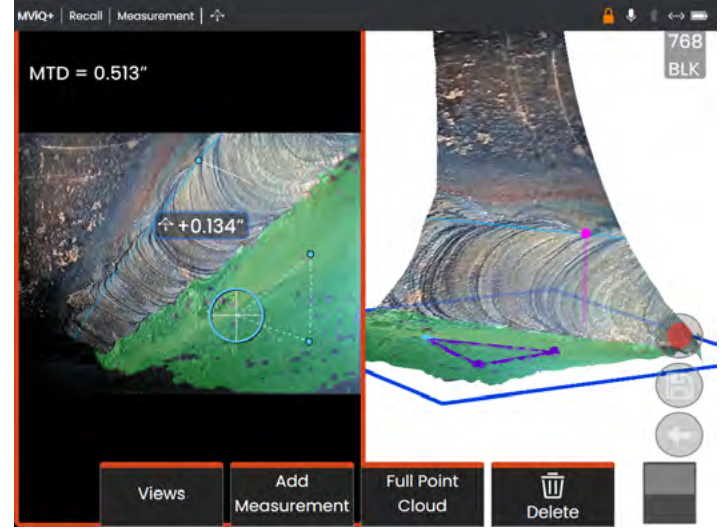 MViQ+ | Recall | Measurement |
768
BLK
MTD = 0.513"
+0.134"
Views
Add
Measurement
Full Point
Cloud
Delete